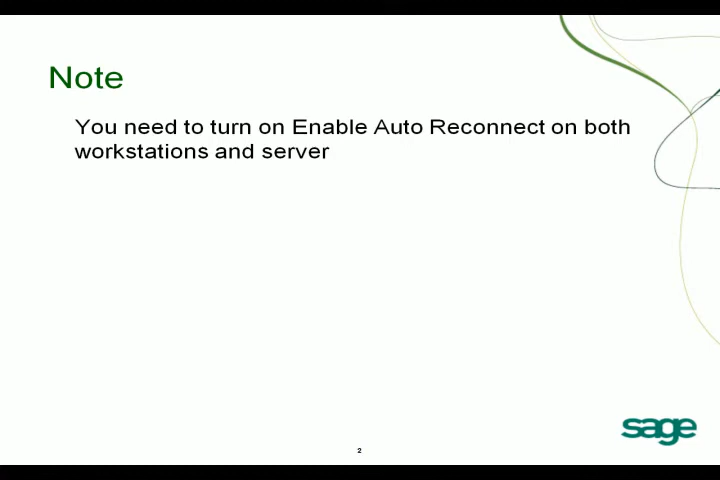 Note
You need to turn on Enable Auto Reconnect on both
workstations and server
sage
2